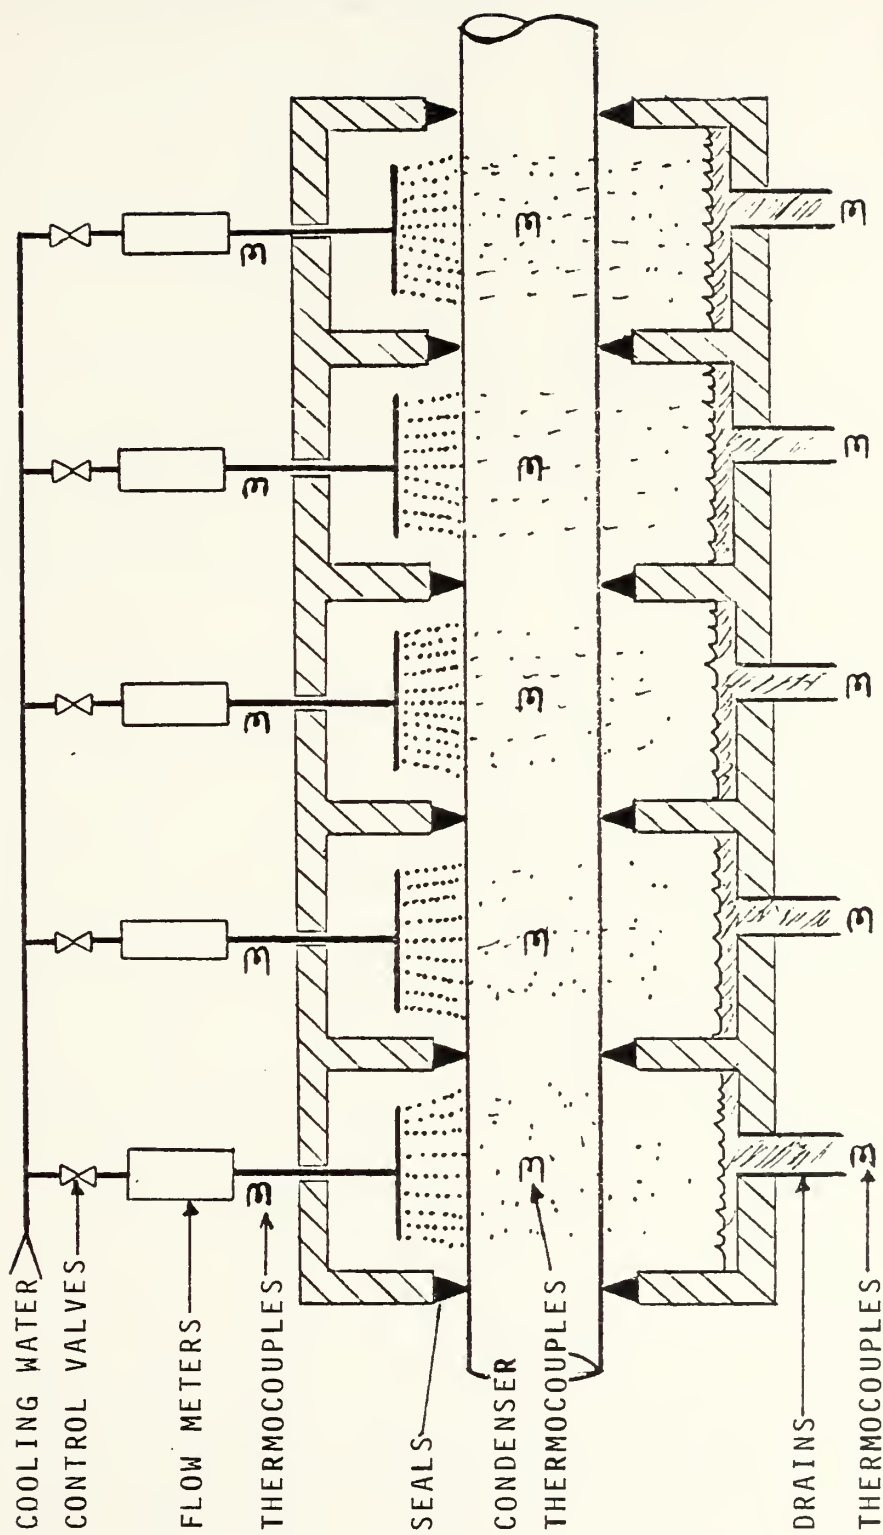 COOLING WATER
CONTROL VALVES
FLOW METERS
THERMOCOUPLES
SEALS
CONDENSER
THERMOCOUPLES
DRAINS
THERMOCOUPLES